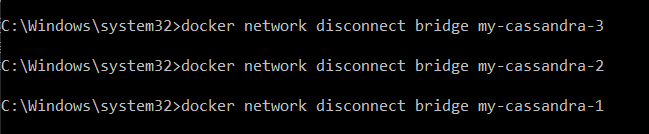 C:\Windows\system32>docker network disconnect bridge my-cassandra-3
C:\Windows\system32>docker network disconnect bridge my-cassandra-2
C:\Windows\system32>docker network disconnect bridge my-cassandra-1